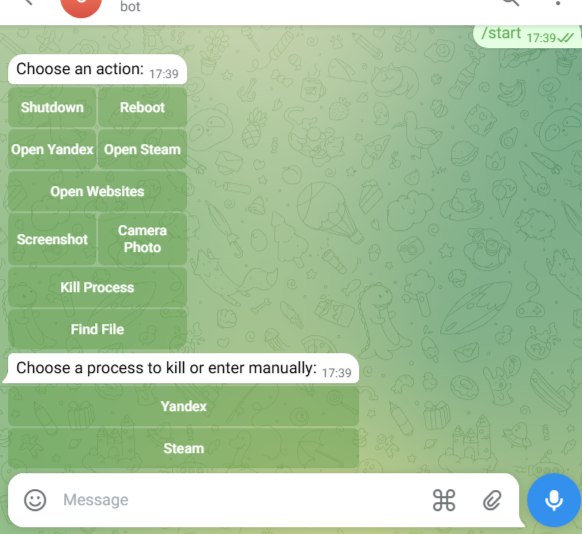 bot
/start 17:39
Choose an action: 17:39
Shutdown Reboot
Open Yandex Open Steam
Open Websites
Screenshot Camera
Photo
Kill Process
Find File
Choose a process to kill or enter manually: 17:39
Yandex
Steam
Message